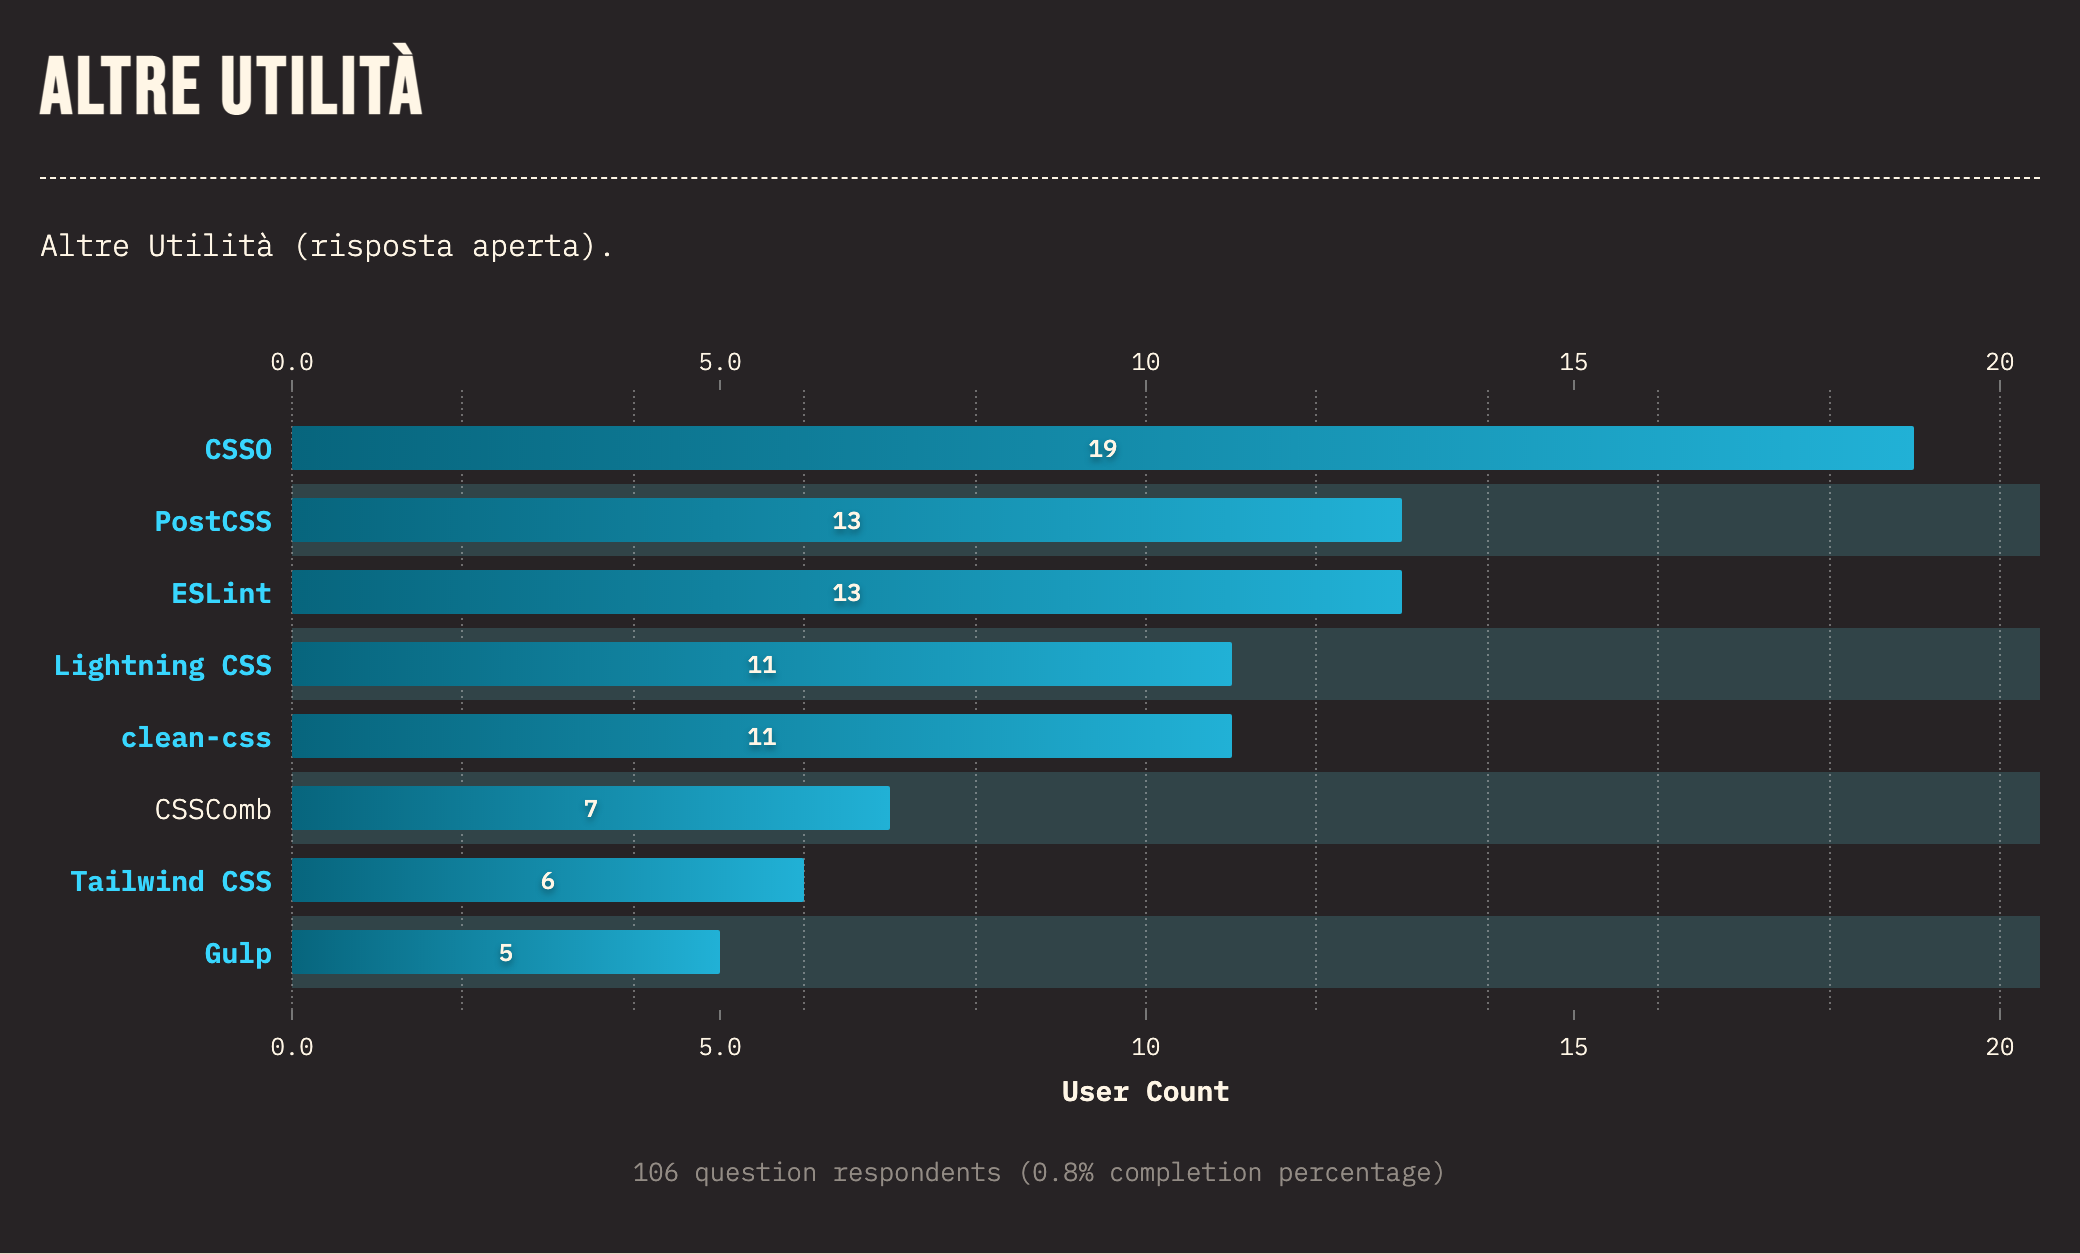 ALTRE UTILITÀ
Altre Utilità (risposta aperta).
0.0 5.0 10 15 20
CSSO 19
PostCSS 13
ESLint 13
Lightning CSS 11
clean-css 11
CSSComb 7
Tailwind CSS 6
Gulp 5
0.0 5.0 10 15 20
User Count
106 question respondents (0.8% completion percentage)